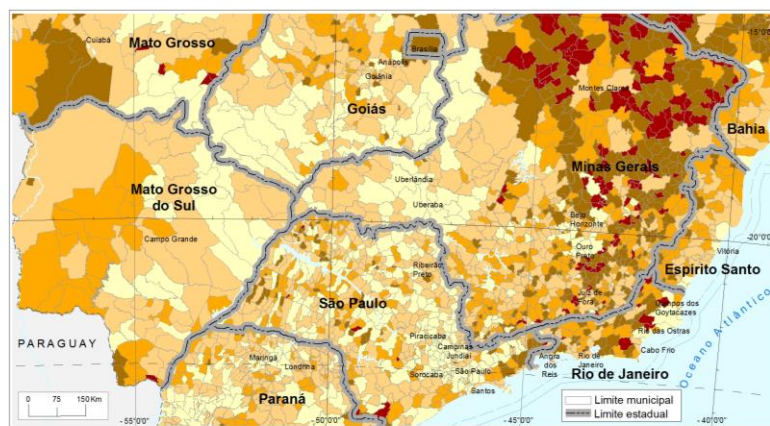 Cuiabá
Mato Grosso
Brasília
-15°0'0"
Anápolis
Goiânia
Montes Claros
Goiás
Bahia
Mato Grosso
do Sul
Minas Gerais
Uberlândia
Uberaba
Belo
Horizonte
-20°0'0"
Campo Grande
Ouro
Preto
Vitória
Ribeirão
Preto
Espírito Santo
São Paulo
Juiz de
Fora
Campos dos
Goytacazes
Oceano Atlântico
PARAGUAY
Piracicaba
Rio das Ostras
Maringá
Campinas
Jundiaí
Angra
dos
Reis
Rio de
Janeiro
Cabo Frio
Londrina
Sorocaba
São Paulo
Santos
Rio de Janeiro
Paraná
0 75 150 Km
Limite municipal
Limite estadual
-55°0'0"
-50°0'0"
-45°0'0"
-40°0'0"